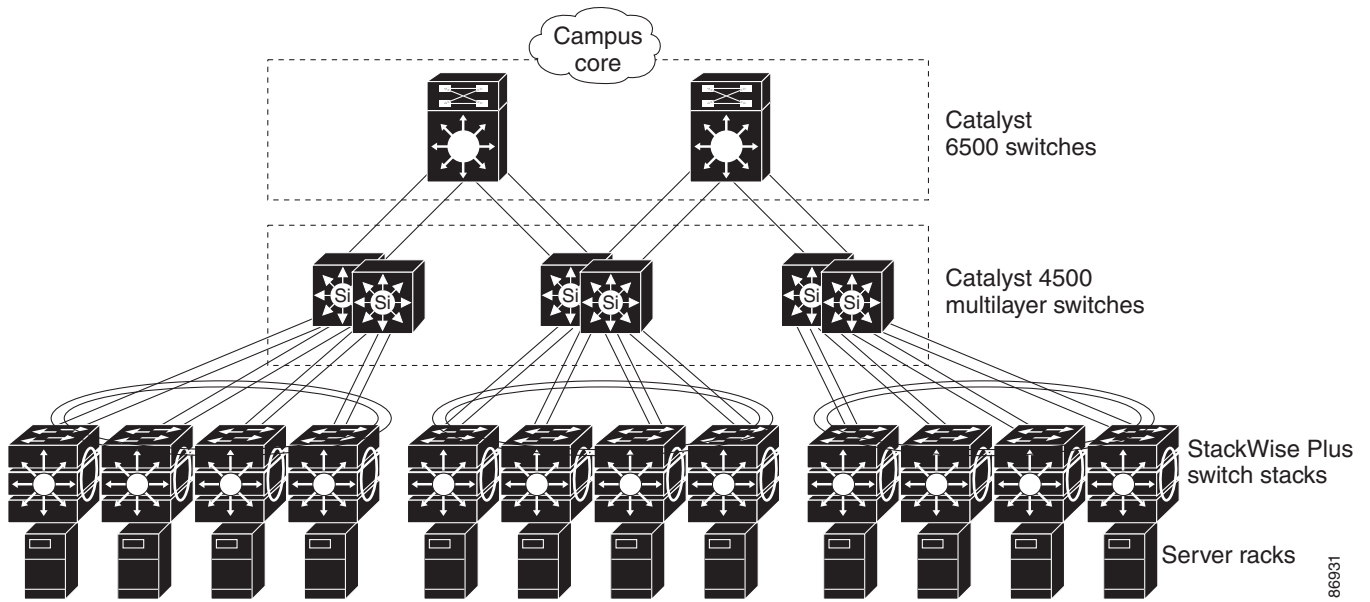 Campus
core
Catalyst
6500 switches
Si
Si
Si
Si
Si
Si
Catalyst 4500
multilayer switches
StackWise Plus
switch stacks
Server racks
86931